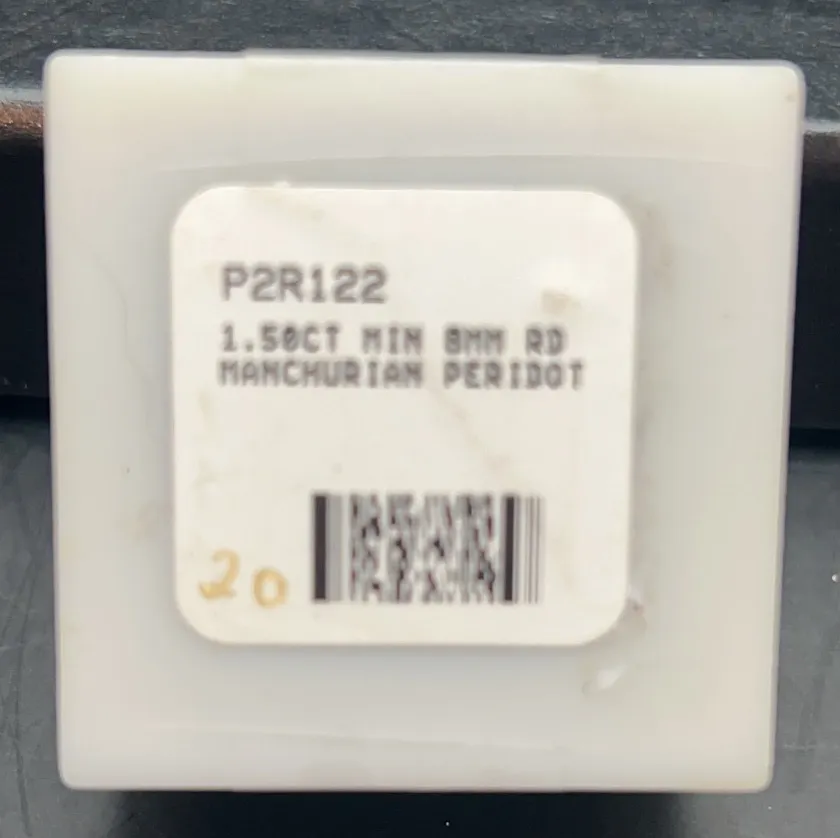 P2R122
1.50CT MIN 8MM RD
MANCHURIAN PERIDOT
20